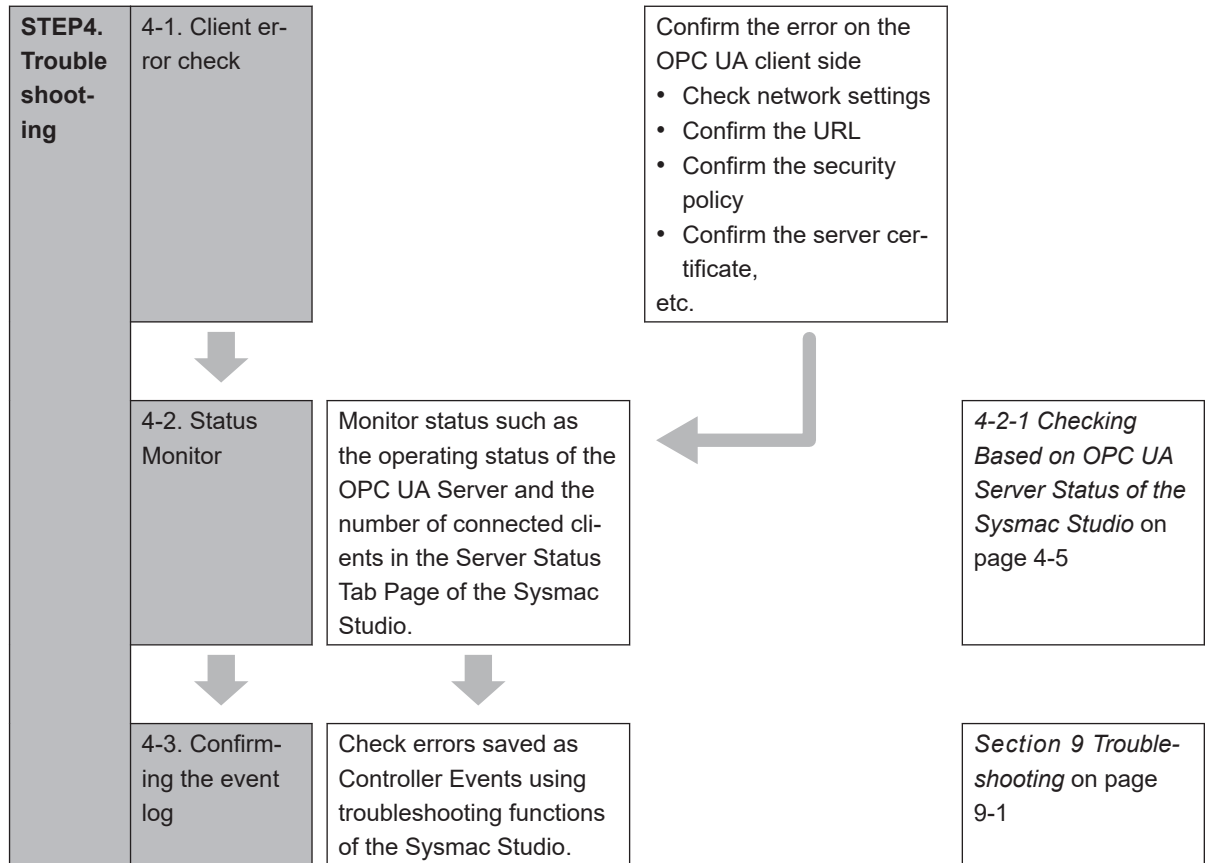 STEP4.
Trouble
shoot-
ing
4-1. Client er-
ror check
Confirm the error on the
OPC UA client side
• Check network settings
• Confirm the URL
• Confirm the security
policy
• Confirm the server cer-
tificate,
etc.
4-2. Status
Monitor
Monitor status such as
the operating status of the
OPC UA Server and the
number of connected cli-
ents in the Server Status
Tab Page of the Sysmac
Studio.
4-2-1 Checking
Based on OPC UA
Server Status of the
Sysmac Studio on
page 4-5
4-3. Confirm-
ing the event
log
Check errors saved as
Controller Events using
troubleshooting functions
of the Sysmac Studio.
Section 9 Trouble-
shooting on page
9-1